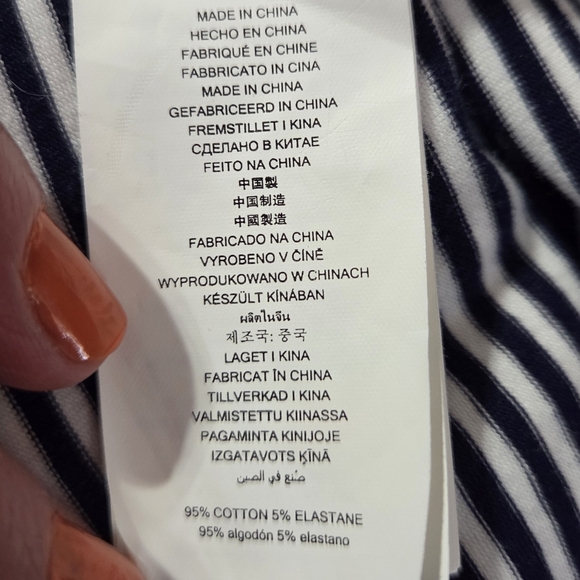 MADE IN CHINA
HECHO EN CHINA
FABRIQUÉ EN CHINE
FABBRICATO IN CINA
MADE IN CHINA
GEFABRICEERD IN CHINA
FREMSTILLET I KINA
СДЕЛАНО В КИТАЕ
FEITO NA CHINA
中国製
中国制造
中國製造
FABRICADO NA CHINA
VYROBENO V ČÍNĚ
WYPRODUKOWANO W CHINACH
KÉSZÜLT KÍNÁBAN
ผลิตในจีน
제조국: 중국
LAGET I KINA
FABRICAT ÎN CHINA
TILLVERKAD I KINA
VALMISTETTU KIINASSA
PAGAMINTA KINIJOJE
IZGATAVOTS ĶĪNĀ
صُنع في الصين
95% COTTON 5% ELASTANE
95% algodón 5% elastano